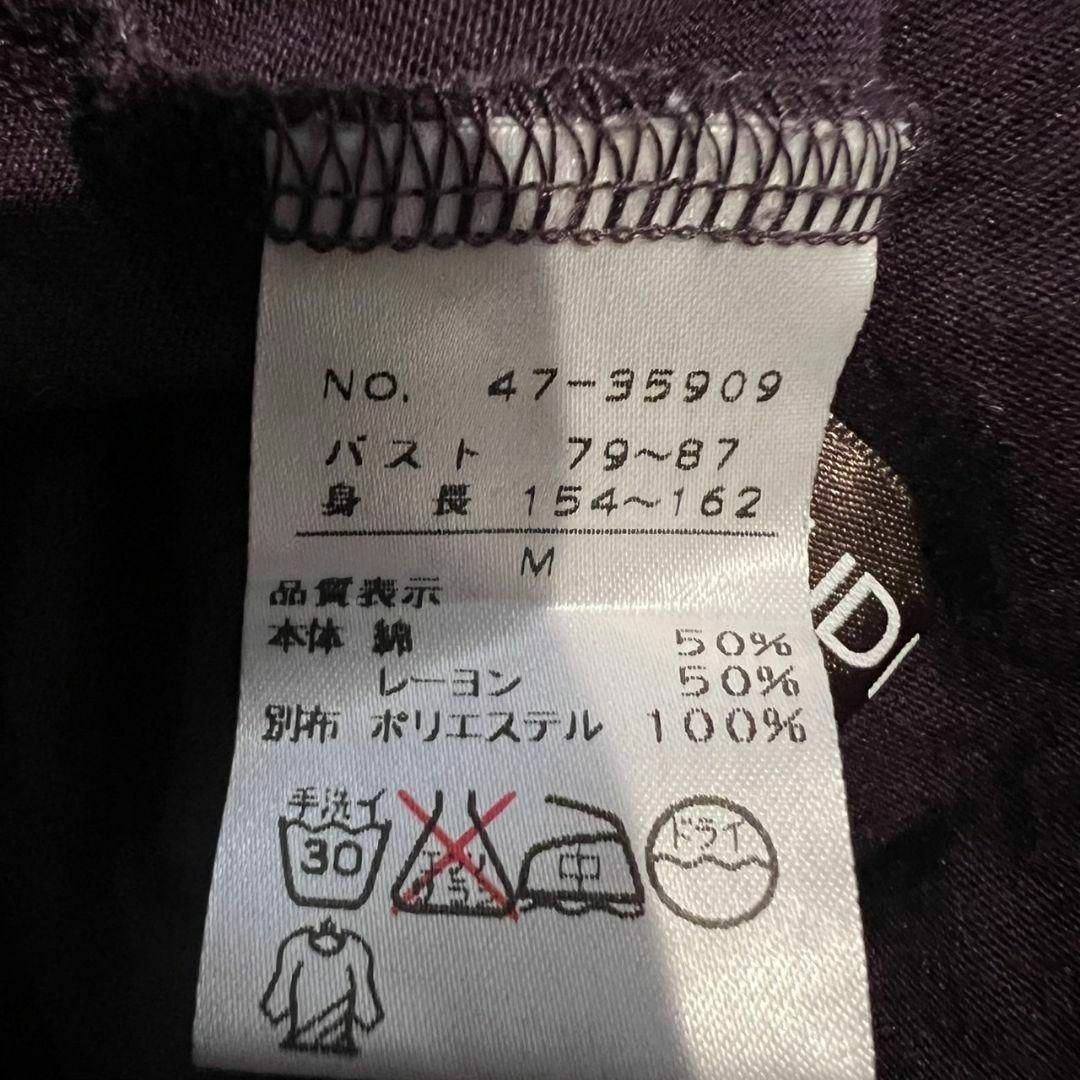 NO. 47-35909
バスト 79~87
身長 154~162
M
品質表示
本体 綿 50%
レーヨン 50%
別布 ポリエステル 100%
手洗イ
30
中
ドライ